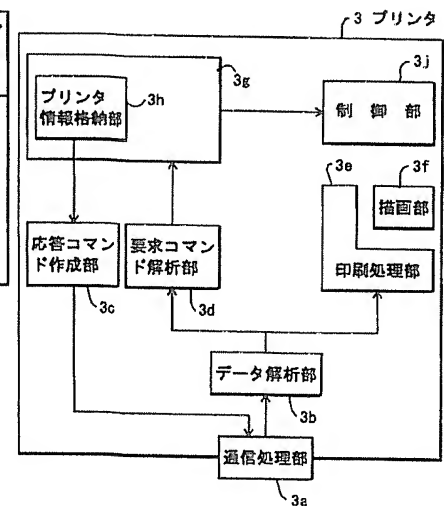 3 プリンタ
3g
3j
プリンタ
情報格納部
3h
制御部
3e
3f
描画部
応答コマン
ド作成部
要求コマン
ド解析部
印刷処理部
3c
3d
データ解析部
3b
通信処理部
3a